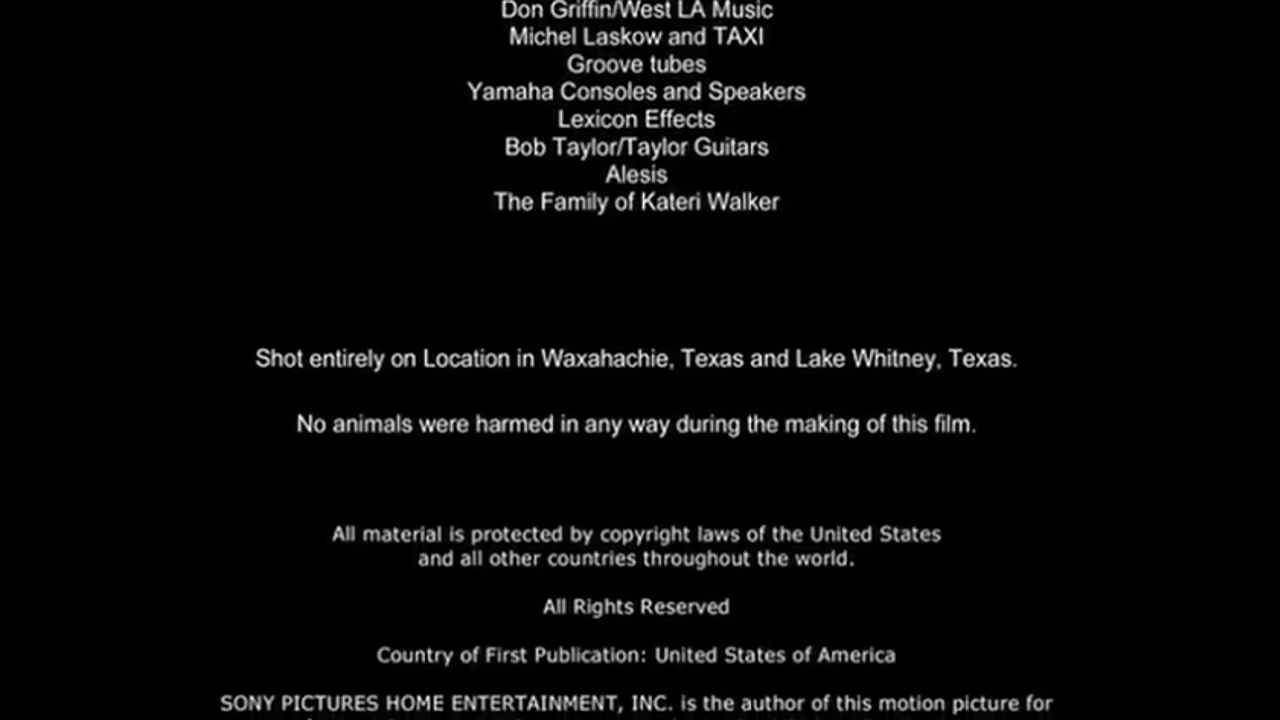 Don Griffin/West LA Music
Michel Laskow and TAXI
Groove tubes
Yamaha Consoles and Speakers
Lexicon Effects
Bob Taylor/Taylor Guitars
Alesis
The Family of Kateri Walker
Shot entirely on Location in Waxahachie, Texas and Lake Whitney, Texas.
No animals were harmed in any way during the making of this film.
All material is protected by copyright laws of the United States
and all other countries throughout the world.
All Rights Reserved
Country of First Publication: United States of America
SONY PICTURES HOME ENTERTAINMENT, INC. is the author of this motion picture for